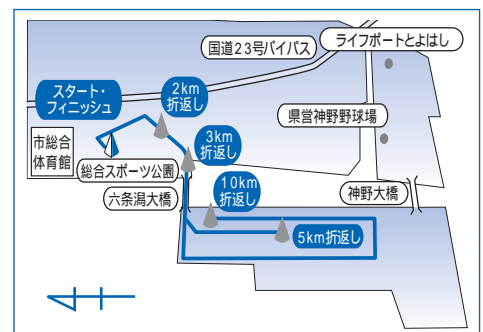 ライフポートとよはし
国道23号バイパス
スタート・
フィニッシュ
2km
折返し
県営神野野球場
3km
折返し
市総合
体育館
総合スポーツ公園
10km
折返し
六条潟大橋
神野大橋
5km折返し